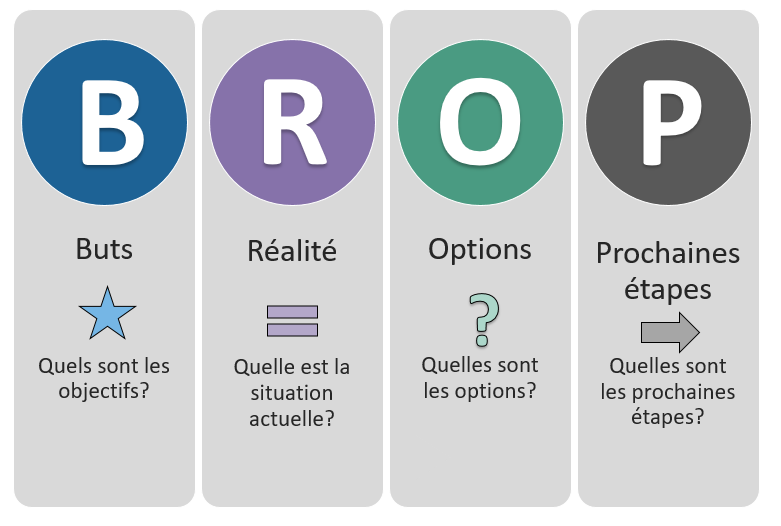 B
Buts
Quels sont les
objectifs?
R
Réalité
Quelle est la
situation
actuelle?
O
Options
?
Quelles sont
les options?
P
Prochaines
étapes
Quelles sont
les prochaines
étapes?